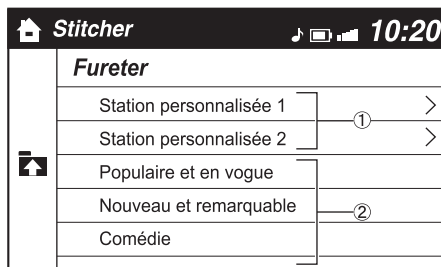 Stitcher 10:20
Fureter
Station personnalisée 1
①
Station personnalisée 2
Populaire et en vogue
Nouveau et remarquable
②
Comédie